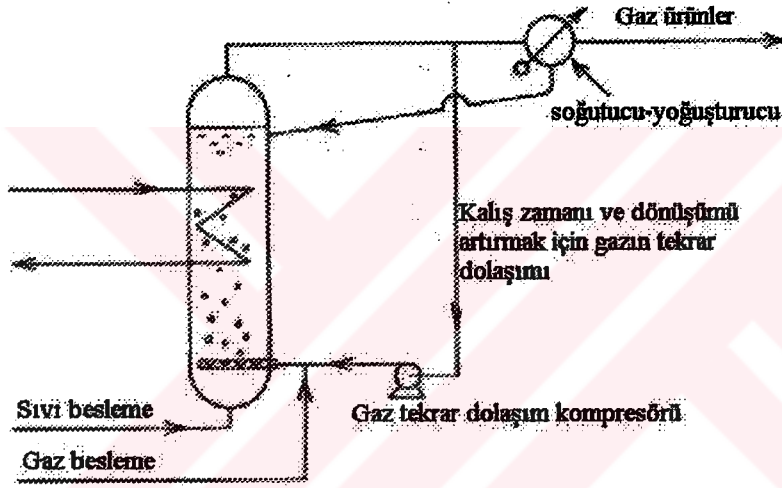 Gaz ürünler
soğutucu-yoğuşturucu
Kalış zamanı ve dönüşümü
artırmak için gazın tekrar
dolaşımı
Sıvi besleme
Gaz tekrar dolaşım kompresörü
Gaz besleme